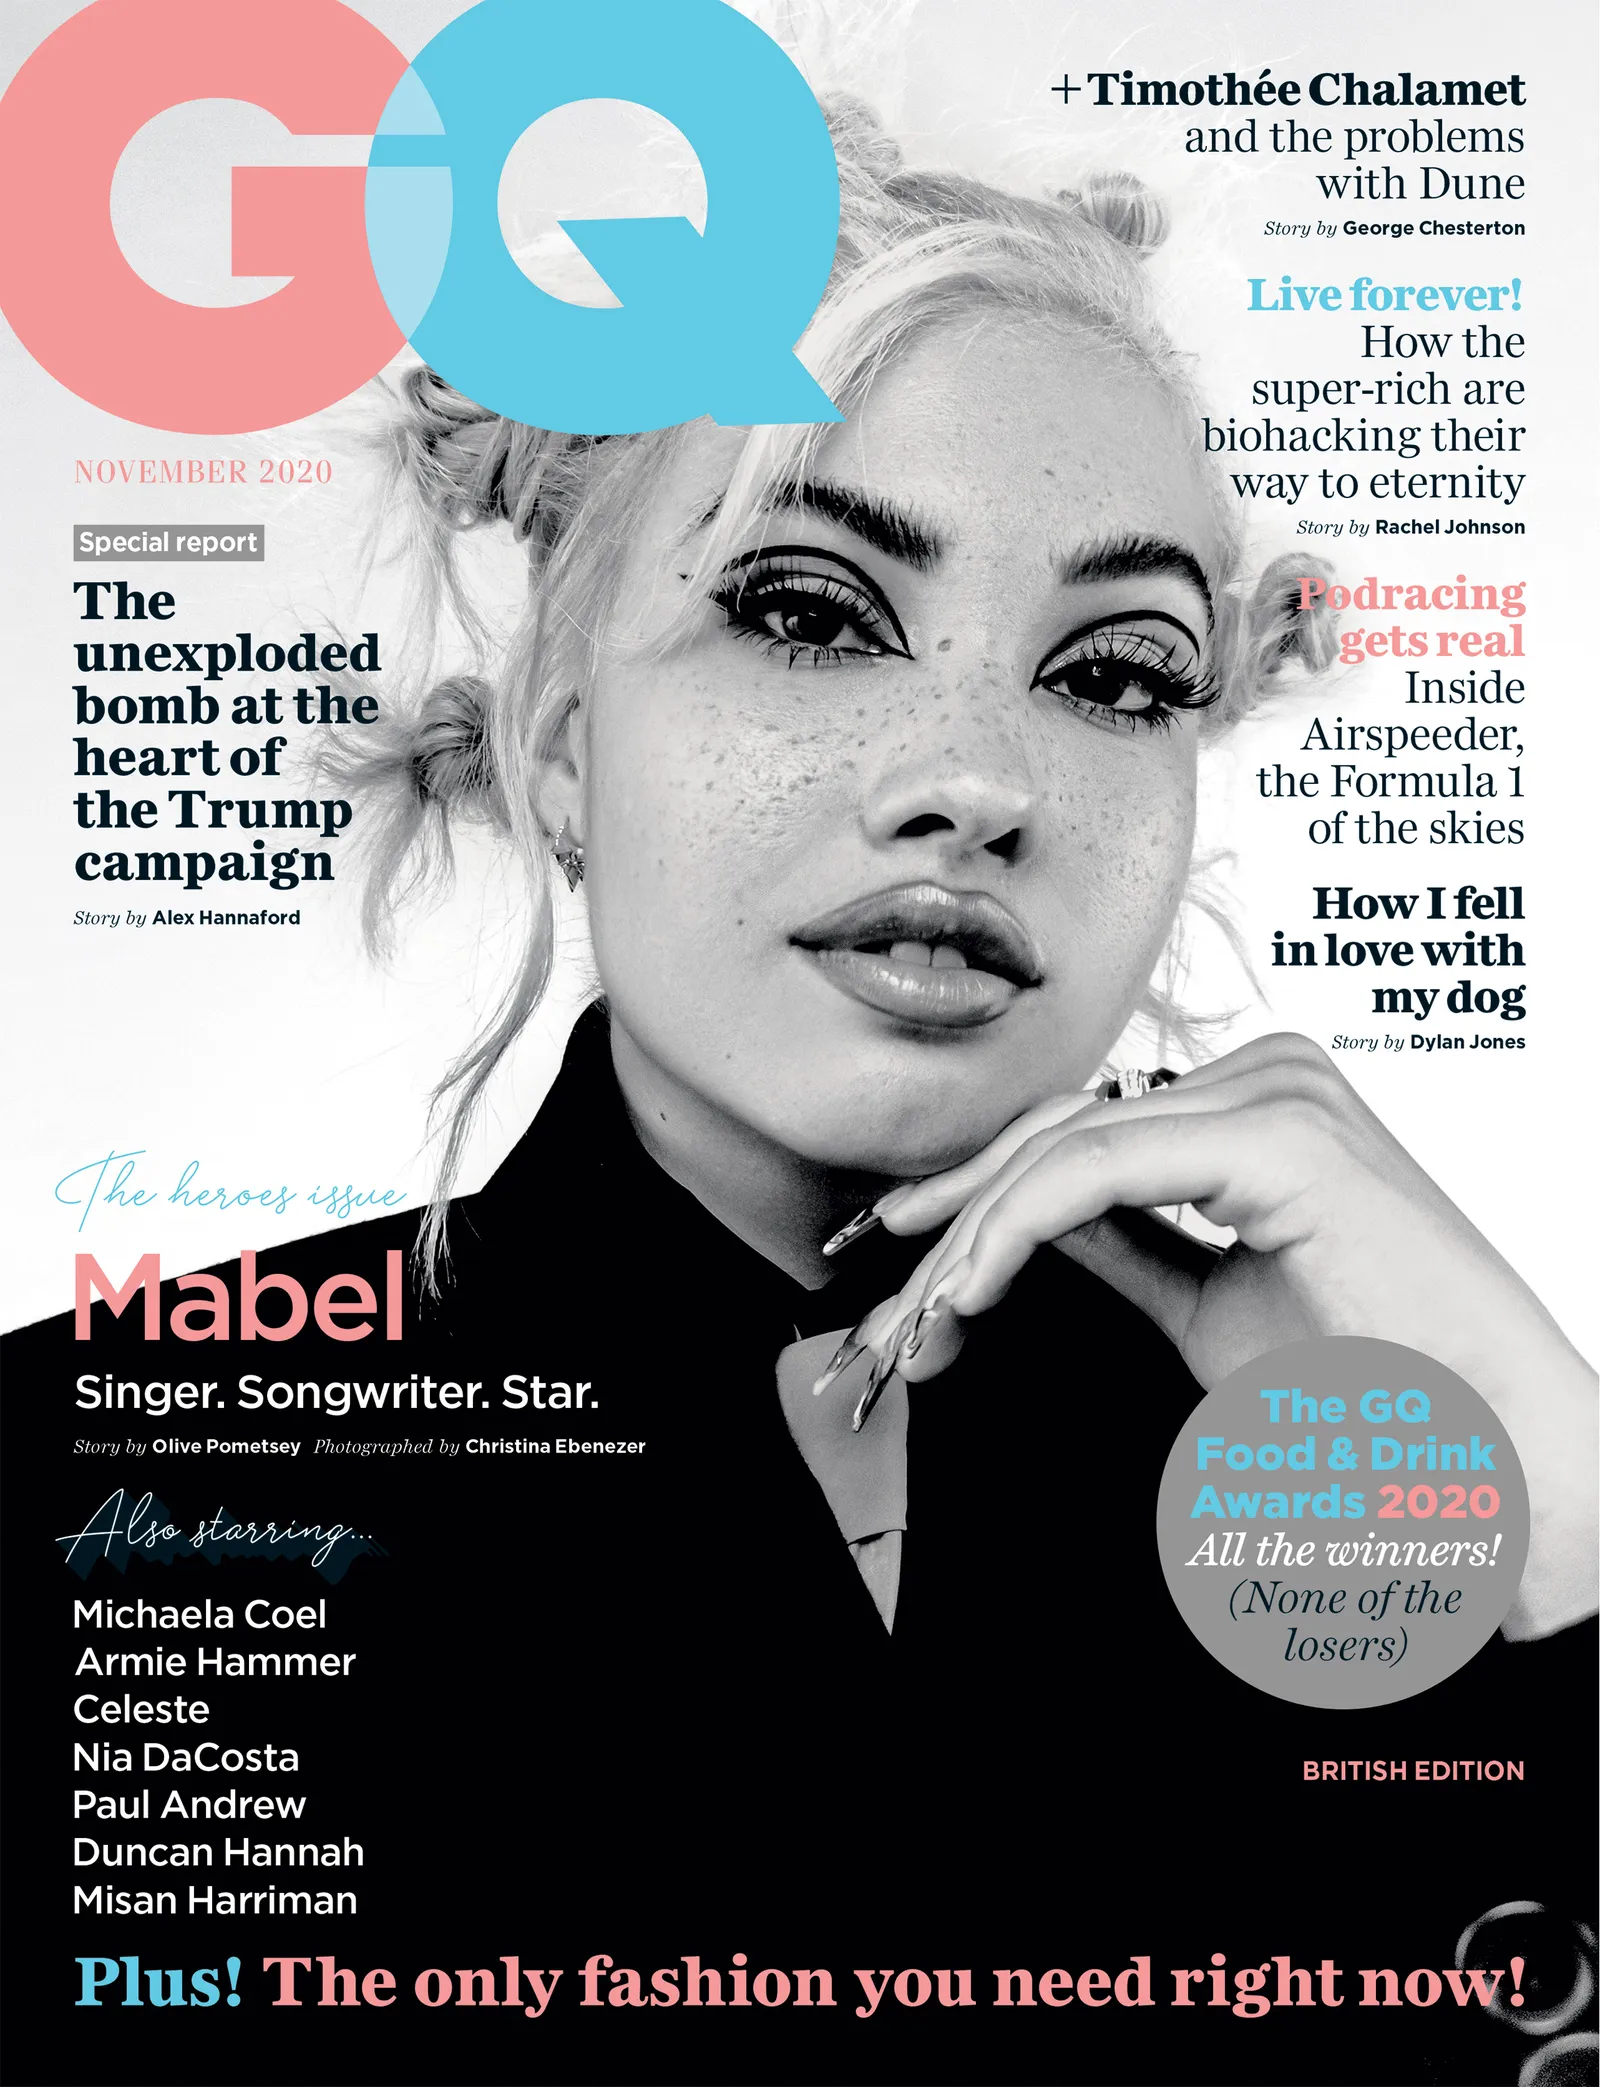 GQ
NOVEMBER 2020
Special report
The
unexploded
bomb at the
heart of
the Trump
campaign
Story by Alex Hannaford
+Timothée Chalamet
and the problems
with Dune
Story by George Chesterton
Live forever!
How the
super-rich are
biohacking their
way to eternity
Story by Rachel Johnson
Podracing
gets real
Inside
Airspeeder,
the Formula 1
of the skies
How I fell
in love with
my dog
Story by Dylan Jones
The heroes issue
Mabel
Singer. Songwriter. Star.
Story by Olive Pometsey Photographed by Christina Ebenezer
Also starring...
Michaela Coel
Armie Hammer
Celeste
Nia DaCosta
Paul Andrew
Duncan Hannah
Misan Harriman
The GQ
Food & Drink
Awards 2020
All the winners!
(None of the
losers)
BRITISH EDITION
Plus! The only fashion you need right now!